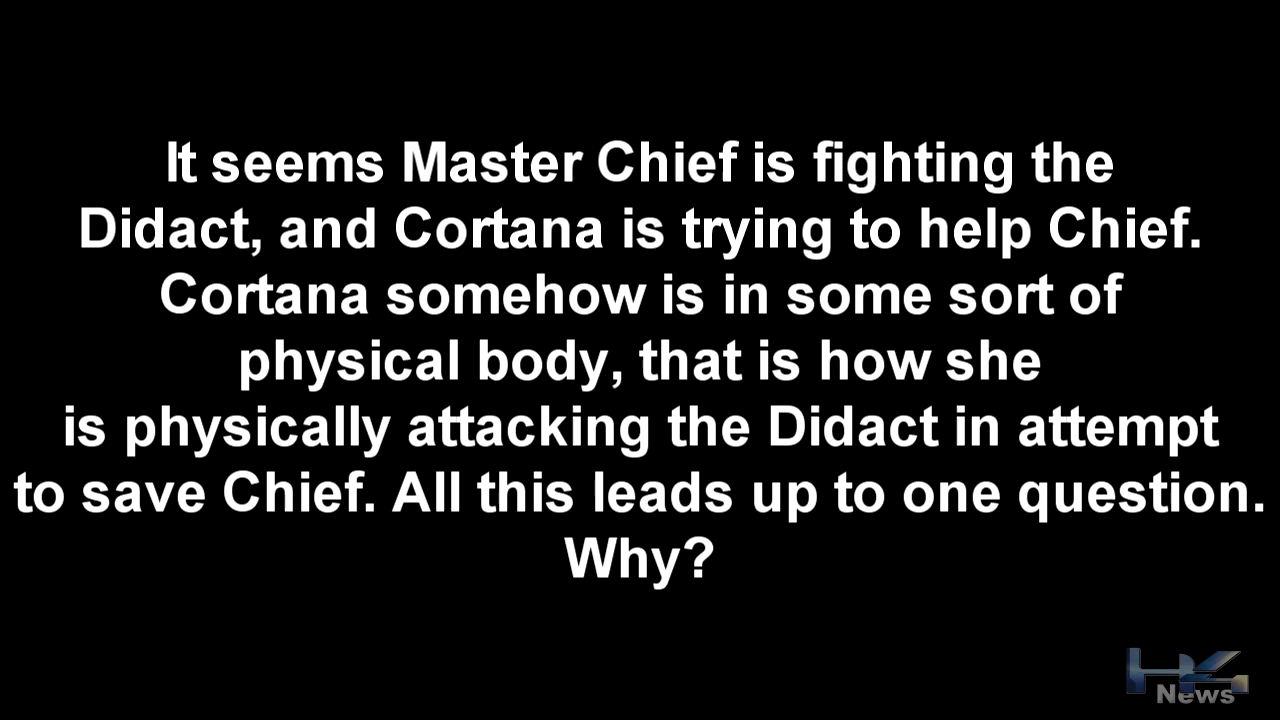 It seems Master Chief is fighting the
Didact, and Cortana is trying to help Chief.
Cortana somehow is in some sort of
physical body, that is how she
is physically attacking the Didact in attempt
to save Chief. All this leads up to one question.
Why?
News